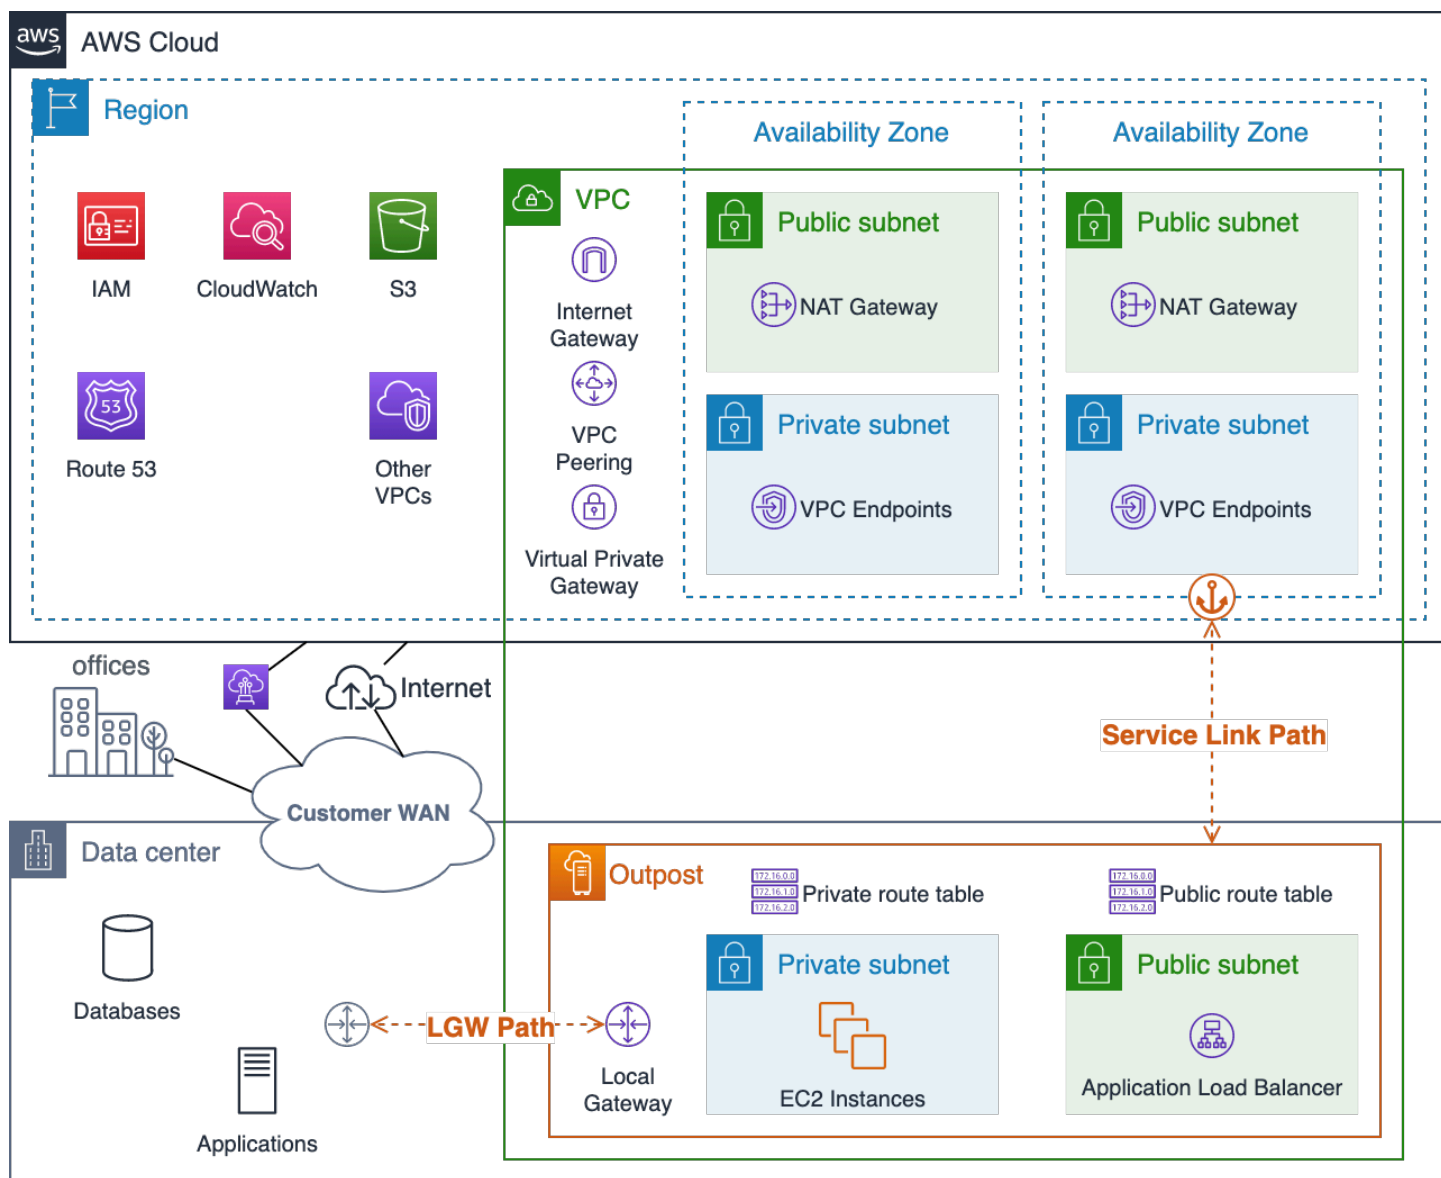 aws
AWS Cloud
Region
Availability Zone
Availability Zone
VPC
Public subnet
Public subnet
IAM
CloudWatch
S3
Internet
Gateway
NAT Gateway
NAT Gateway
53
Route 53
Other
VPCs
VPC
Peering
Private subnet
Private subnet
VPC Endpoints
VPC Endpoints
Virtual Private
Gateway
offices
Internet
Service Link Path
Customer WAN
Data center
Outpost
172.16.0.0
172.16.1.0
172.16.2.0
Private route table
172.16.0.0
172.16.1.0
172.16.2.0
Public route table
Private subnet
Public subnet
Databases
LGW Path
Local
Gateway
EC2 Instances
Application Load Balancer
Applications